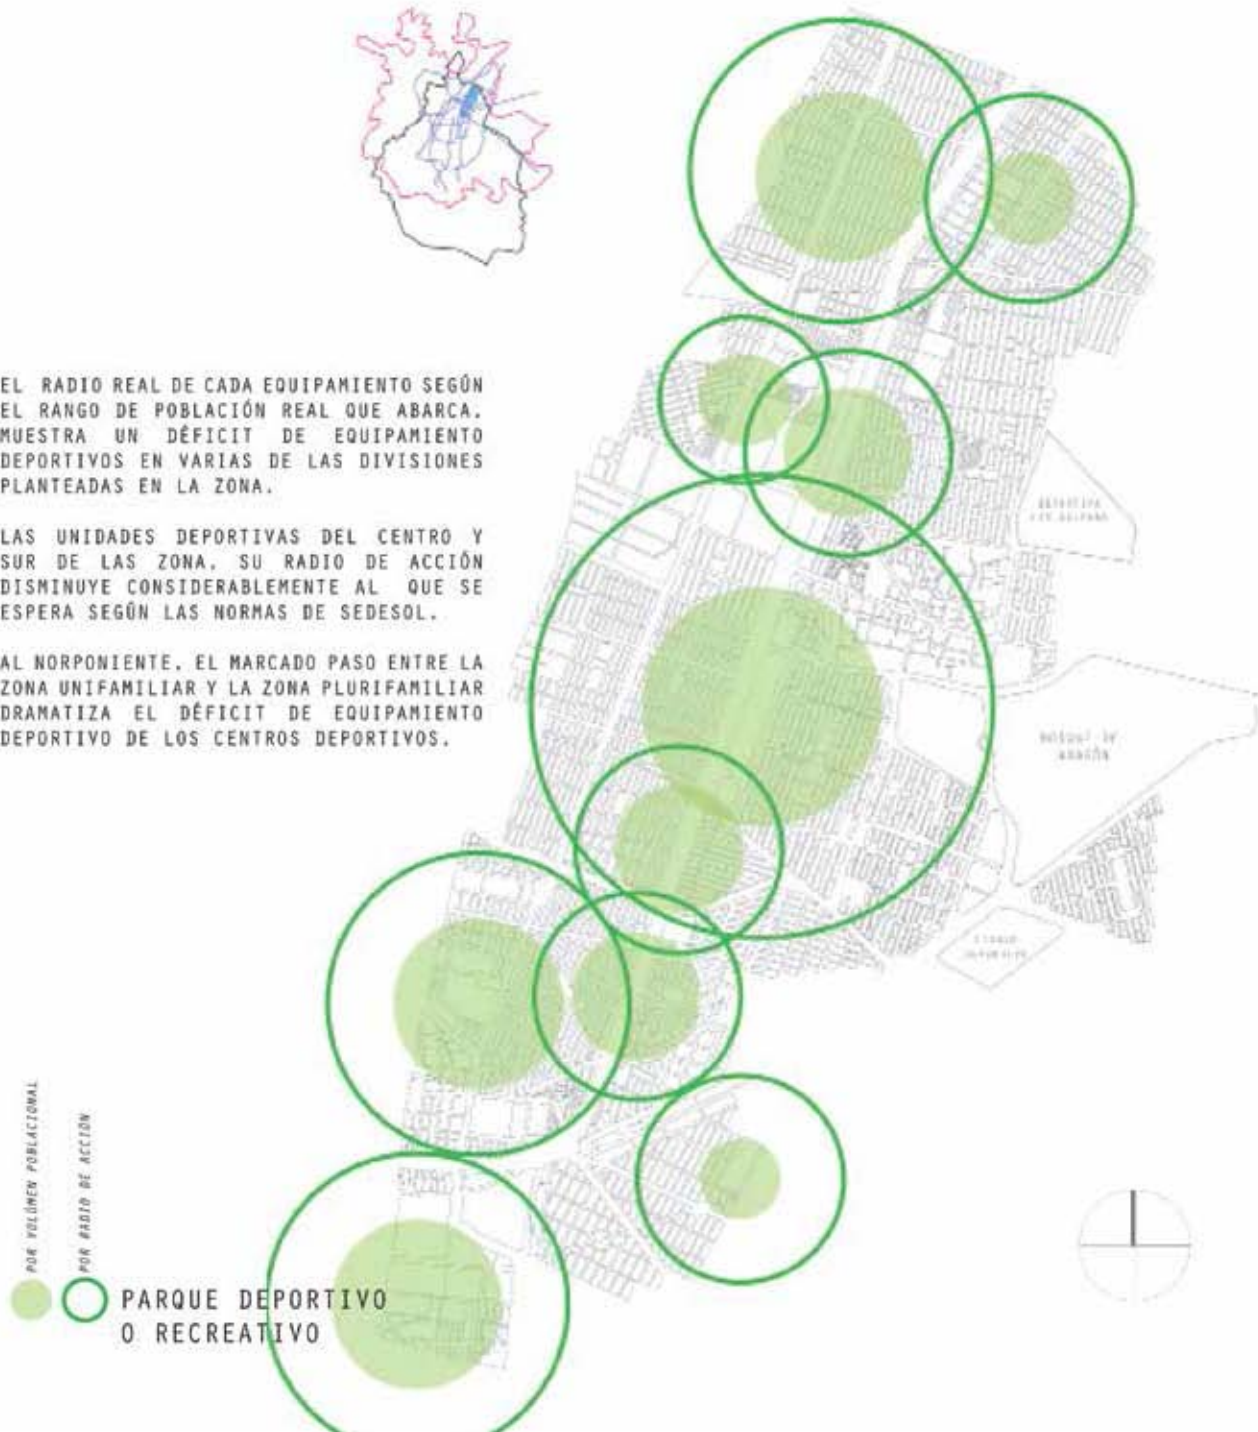 EL RADIO REAL DE CADA EQUIPAMIENTO SEGÚN
EL RANGO DE POBLACIÓN REAL QUE ABARCA.
MUESTRA UN DÉFICIT DE EQUIPAMIENTO
DEPORTIVOS EN VARIAS DE LAS DIVISIONES
PLANTEADAS EN LA ZONA.
LAS UNIDADES DEPORTIVAS DEL CENTRO Y
SUR DE LAS ZONA. SU RADIO DE ACCIÓN
DISMINUYE CONSIDERABLEMENTE AL QUE SE
ESPERA SEGÚN LAS NORMAS DE SEDESOL.
AL NORPONIENTE. EL MARCADO PASO ENTRE LA
ZONA UNIFAMILIAR Y LA ZONA PLURIFAMILIAR
DRAMATIZA EL DÉFICIT DE EQUIPAMIENTO
DEPORTIVO DE LOS CENTROS DEPORTIVOS.
BOSQUE DE
ARAGÓN
POR VOLÚMEN POBLACIONAL
POR RADIO DE ACCIÓN
PARQUE DEPORTIVO
O RECREATIVO